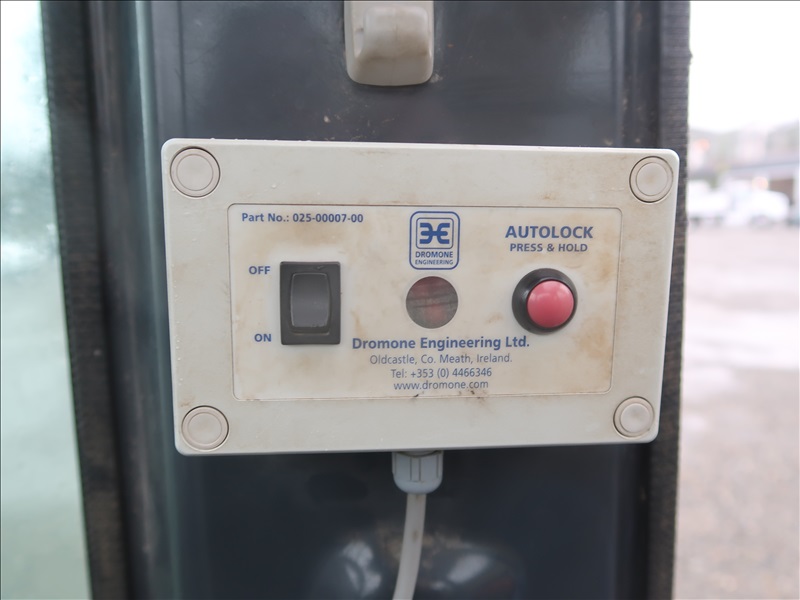 Part No.: 025-00007-00
DROMONE
ENGINEERING
AUTOLOCK
PRESS & HOLD
OFF
ON
Dromone Engineering Ltd.
Oldcastle, Co. Meath, Ireland.
Tel: +353 (0) 4466346
www.dromone.com